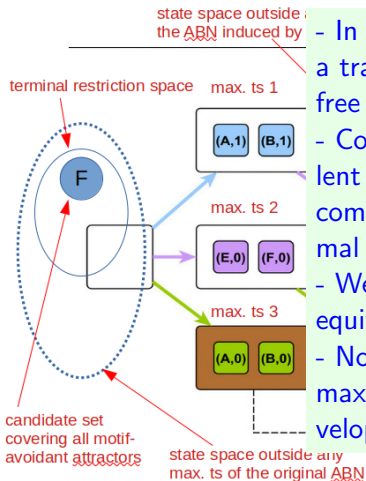 state space outside
the ABN induced by
terminal restriction space
max. ts 1
F
(A,1) (B,1)
max. ts 2
(E,0) (F,0)
max. ts 3
(A,0) (B,0)
candidate set
covering all motif-
avoidant attractors
state space outside any
max. ts of the original ABN
- In
a tra
free
- Co
lent
com
mal
- We
equi
- No
max
velop